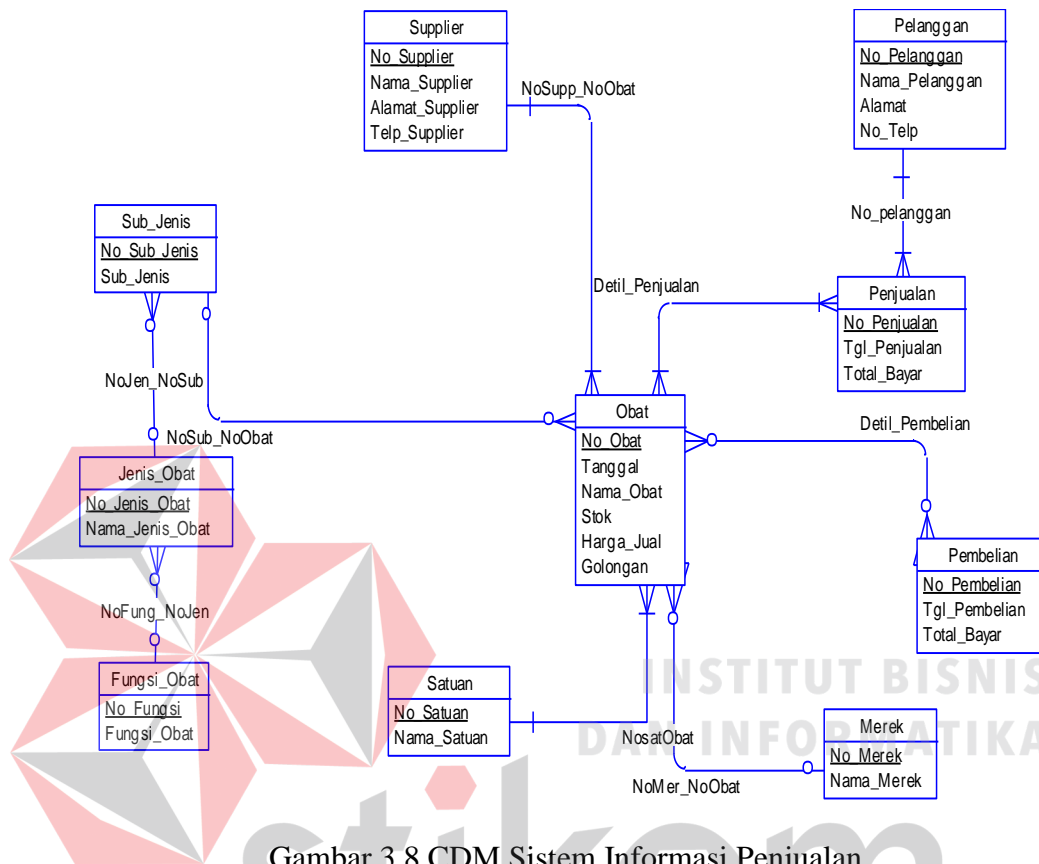 Supplier
No_Supplier
Nama_Supplier
Alamat_Supplier
Telp_Supplier
NoSupp_NoObat
Pelanggan
No_Pelanggan
Nama_Pelanggan
Alamat
No_Telp
No_pelanggan
Sub_Jenis
No_Sub_Jenis
Sub_Jenis
Detil_Penjualan
Penjualan
No_Penjualan
Tgl_Penjualan
Total_Bayar
NoJen_NoSub
NoSub_NoObat
Obat
No_Obat
Tanggal
Nama_Obat
Stok
Harga_Jual
Golongan
Detil_Pembelian
Jenis_Obat
No_Jenis_Obat
Nama_Jenis_Obat
Pembelian
No_Pembelian
Tgl_Pembelian
Total_Bayar
NoFung_NoJen
Fungsi_Obat
No_Fungsi
Fungsi_Obat
Satuan
No_Satuan
Nama_Satuan
NosatObat
INSTITUT BISNIS
DAN INFORMATIKA
Merek
No_Merek
Nama_Merek
NoMer_NoObat
stikom
Gambar 3.8 CDM Sistem Informasi Penjualan